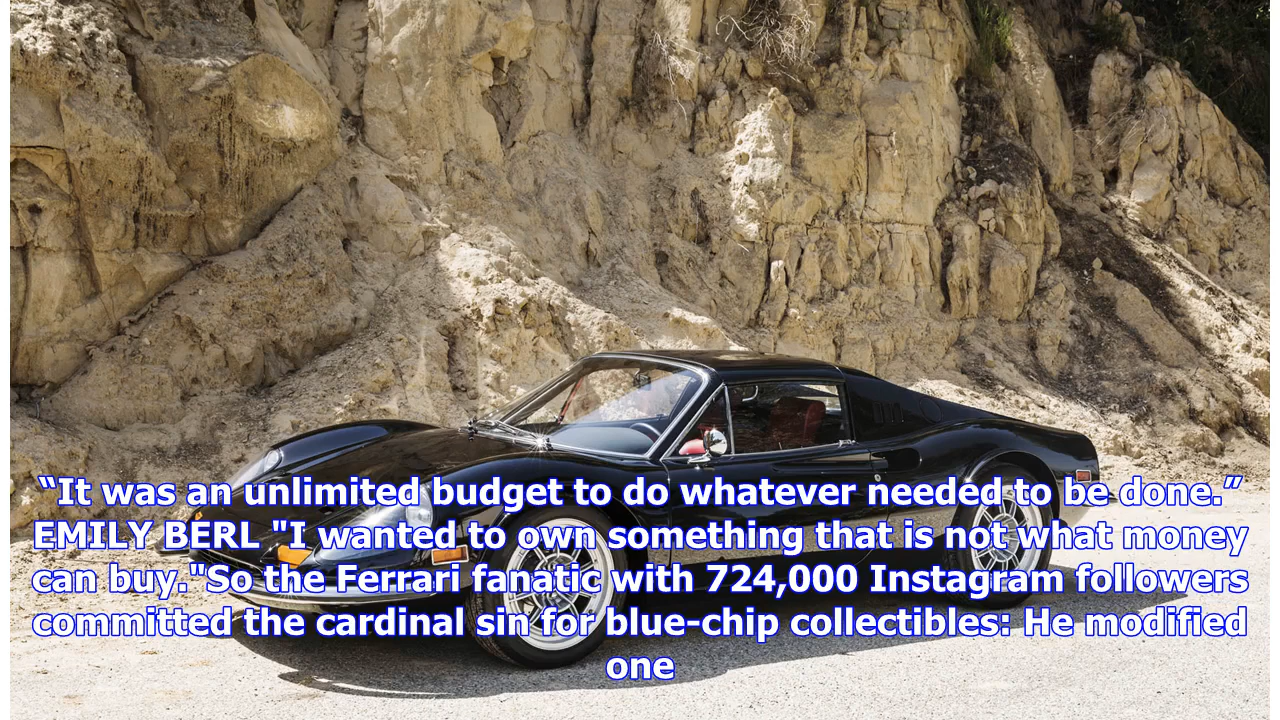 “It was an unlimited budget to do whatever needed to be done.”
EMILY BERL "I wanted to own something that is not what money
can buy."So the Ferrari fanatic with 724,000 Instagram followers
committed the cardinal sin for blue-chip collectibles: He modified
one